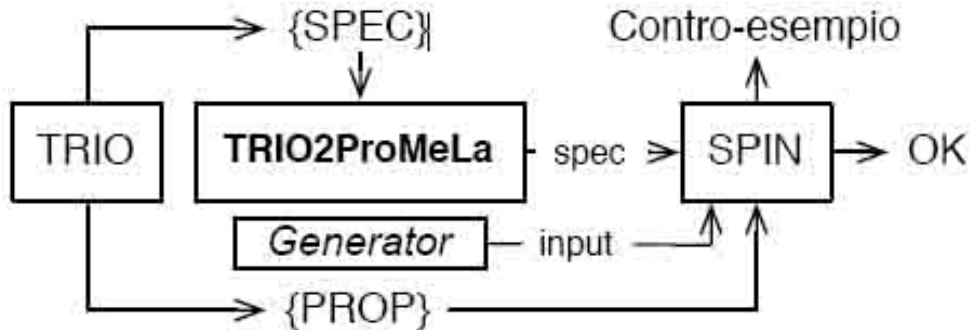 {SPEC}
Contro-esempio
TRIO
TRIO2ProMeLa
spec
SPIN
OK
Generator
input
{PROP}